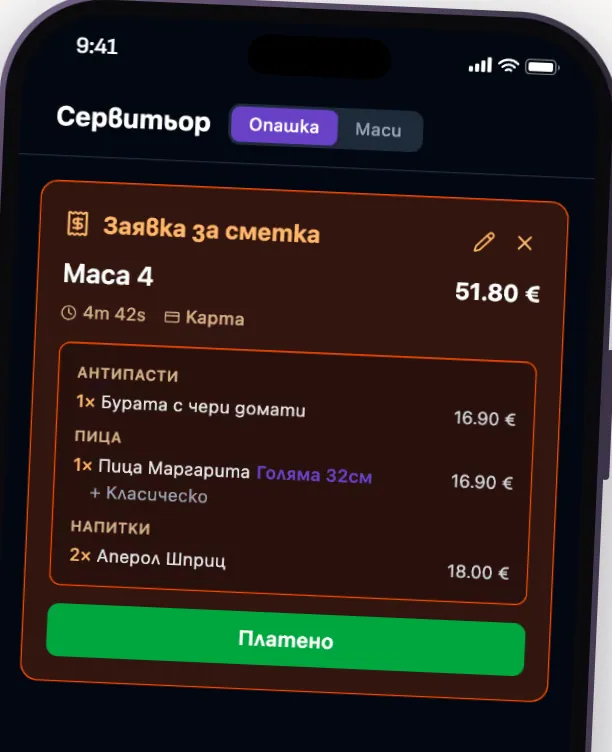 9:41
Сервитьор
Опашка
Маси
Заявка за сметка
Маса 4
51.80 €
4m 42s
Карта
АНТИПАСТИ
1× Бурата с чери домати
16.90 €
ПИЦА
1× Пица Маргарита Голяма 32см
16.90 €
+ Класическо
НАПИТКИ
2× Аперол Шприц
18.00 €
Платено